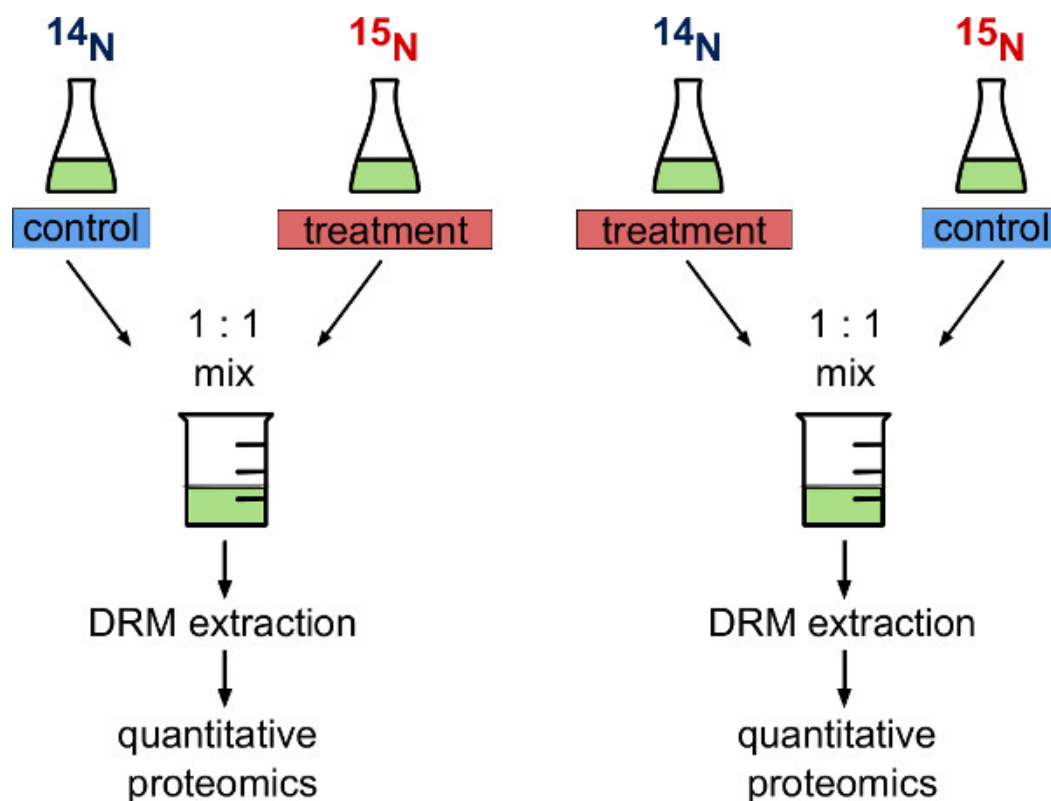 ¹⁴N ¹⁵N ¹⁴N ¹⁵N
control treatment treatment control
1 : 1 1 : 1
mix mix
DRM extraction DRM extraction
quantitative quantitative
proteomics proteomics